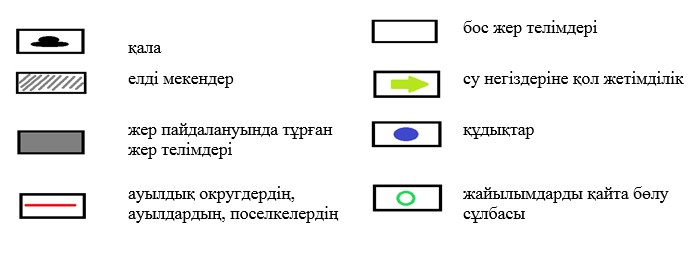 қала
елді мекендер
жер пайдалануында тұрған
жер телімдері
ауылдық округдердің,
ауылдардың, поселкелердің
бос жер телімдері
су негіздеріне қол жетімділік
құдықтар
жайылымдарды қайта бөлу
сұлбасы